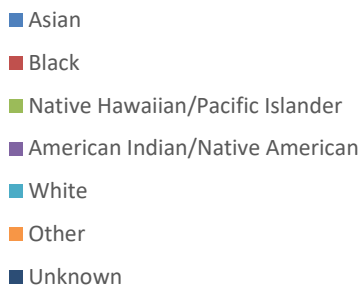 Asian
Black
Native Hawaiian/Pacific Islander
American Indian/Native American
White
Other
Unknown